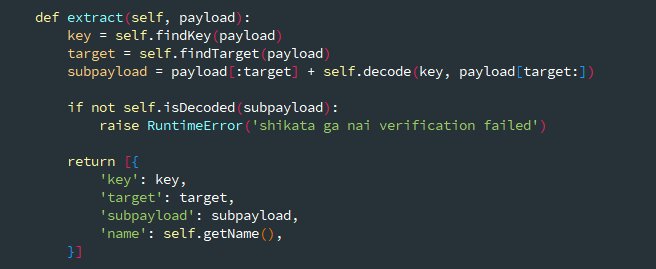 def extract(self, payload):
    key = self.findKey(payload)
    target = self.findTarget(payload)
    subpayload = payload[:target] + self.decode(key, payload[target:])

    if not self.isDecoded(subpayload):
        raise RuntimeError('shikata ga nai verification failed')

    return [{
        'key': key,
        'target': target,
        'subpayload': subpayload,
        'name': self.getName(),
    }]